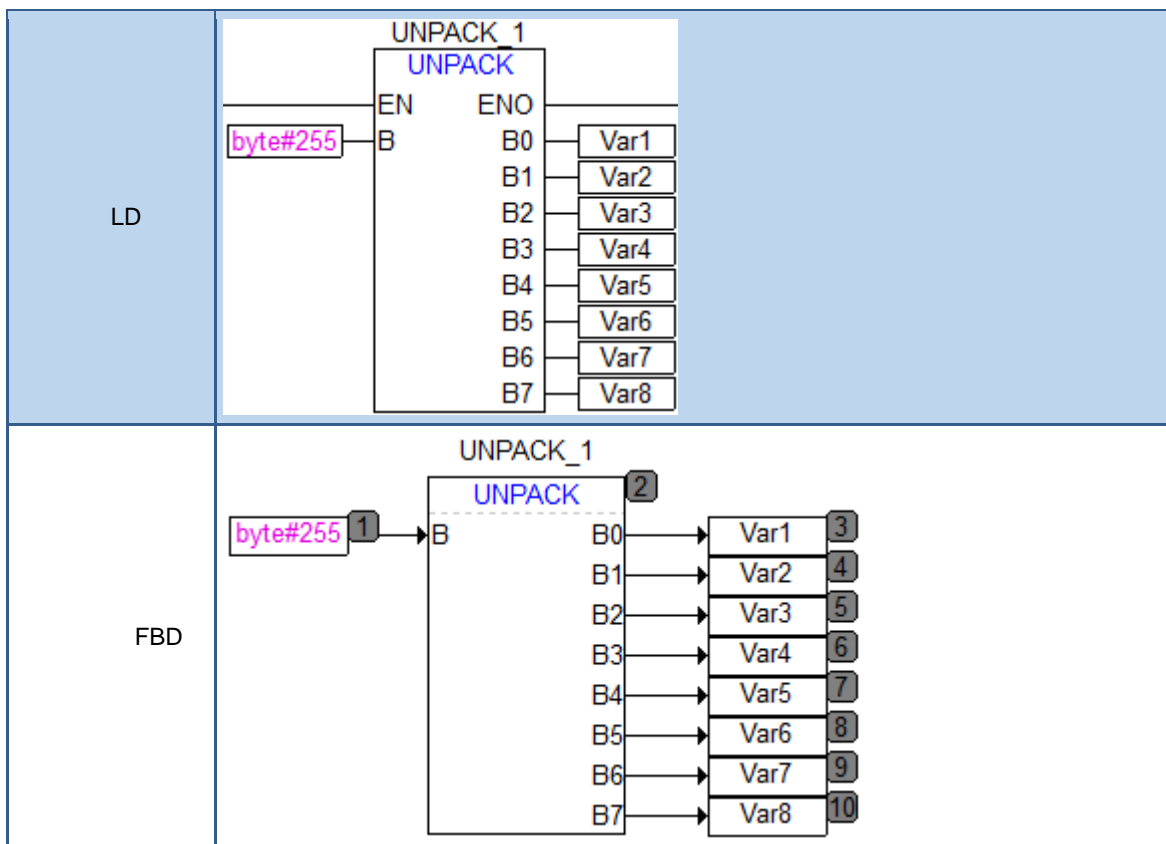 UNPACK_1
UNPACK
EN ENO
byte#255 B B0 Var1
B1 Var2
B2 Var3
LD
B3 Var4
B4 Var5
B5 Var6
B6 Var7
B7 Var8
UNPACK_1
UNPACK 2
byte#255 1 B B0 Var1 3
B1 Var2 4
B2 Var3 5
FBD
B3 Var4 6
B4 Var5 7
B5 Var6 8
B6 Var7 9
B7 Var8 10